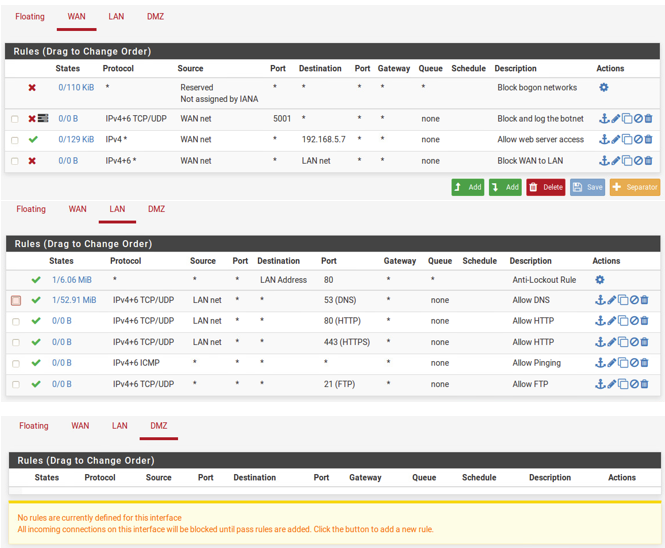 Floating WAN LAN DMZ
Rules (Drag to Change Order)
States Protocol Source Port Destination Port Gateway Queue Schedule Description Actions
0/110 KiB * Reserved * * * * * Block bogon networks
Not assigned by IANA
0/0 B IPv4+6 TCP/UDP WAN net 5001 * * * none Block and log the botnet
0/129 KiB IPv4 * WAN net * 192.168.5.7 * * none Allow web server access
0/0 B IPv4+6 * WAN net * LAN net * * none Block WAN to LAN
Add Add Delete Save Separator
Floating WAN LAN DMZ
Rules (Drag to Change Order)
States Protocol Source Port Destination Port Gateway Queue Schedule Description Actions
1/6.06 MiB * * * LAN Address 80 * * Anti-Lockout Rule
1/52.91 MiB IPv4+6 TCP/UDP LAN net * * 53 (DNS) * none Allow DNS
0/0 B IPv4+6 TCP/UDP LAN net * * 80 (HTTP) * none Allow HTTP
0/0 B IPv4+6 TCP/UDP LAN net * * 443 (HTTPS) * none Allow HTTP
0/0 B IPv4+6 ICMP * * * * * none Allow Pinging
0/0 B IPv4+6 TCP/UDP * * * 21 (FTP) * none Allow FTP
Floating WAN LAN DMZ
Rules (Drag to Change Order)
States Protocol Source Port Destination Port Gateway Queue Schedule Description Actions
No rules are currently defined for this interface
All incoming connections on this interface will be blocked until pass rules are added. Click the button to add a new rule.